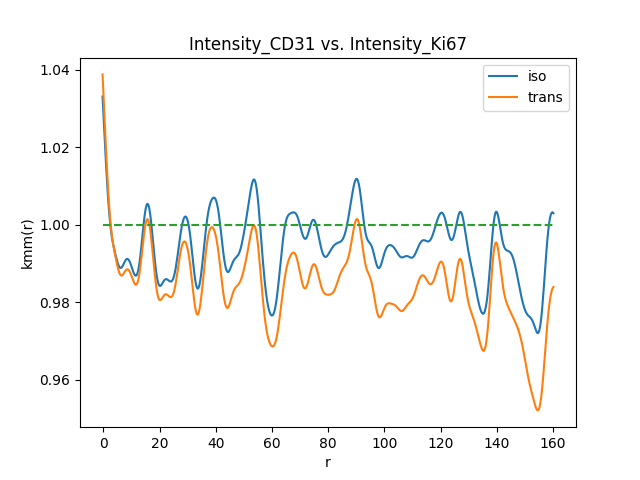 Intensity_CD31 vs. Intensity_Ki67
iso
trans
kmm(r)
1.04
1.02
1.00
0.98
0.96
0 20 40 60 80 100 120 140 160
r